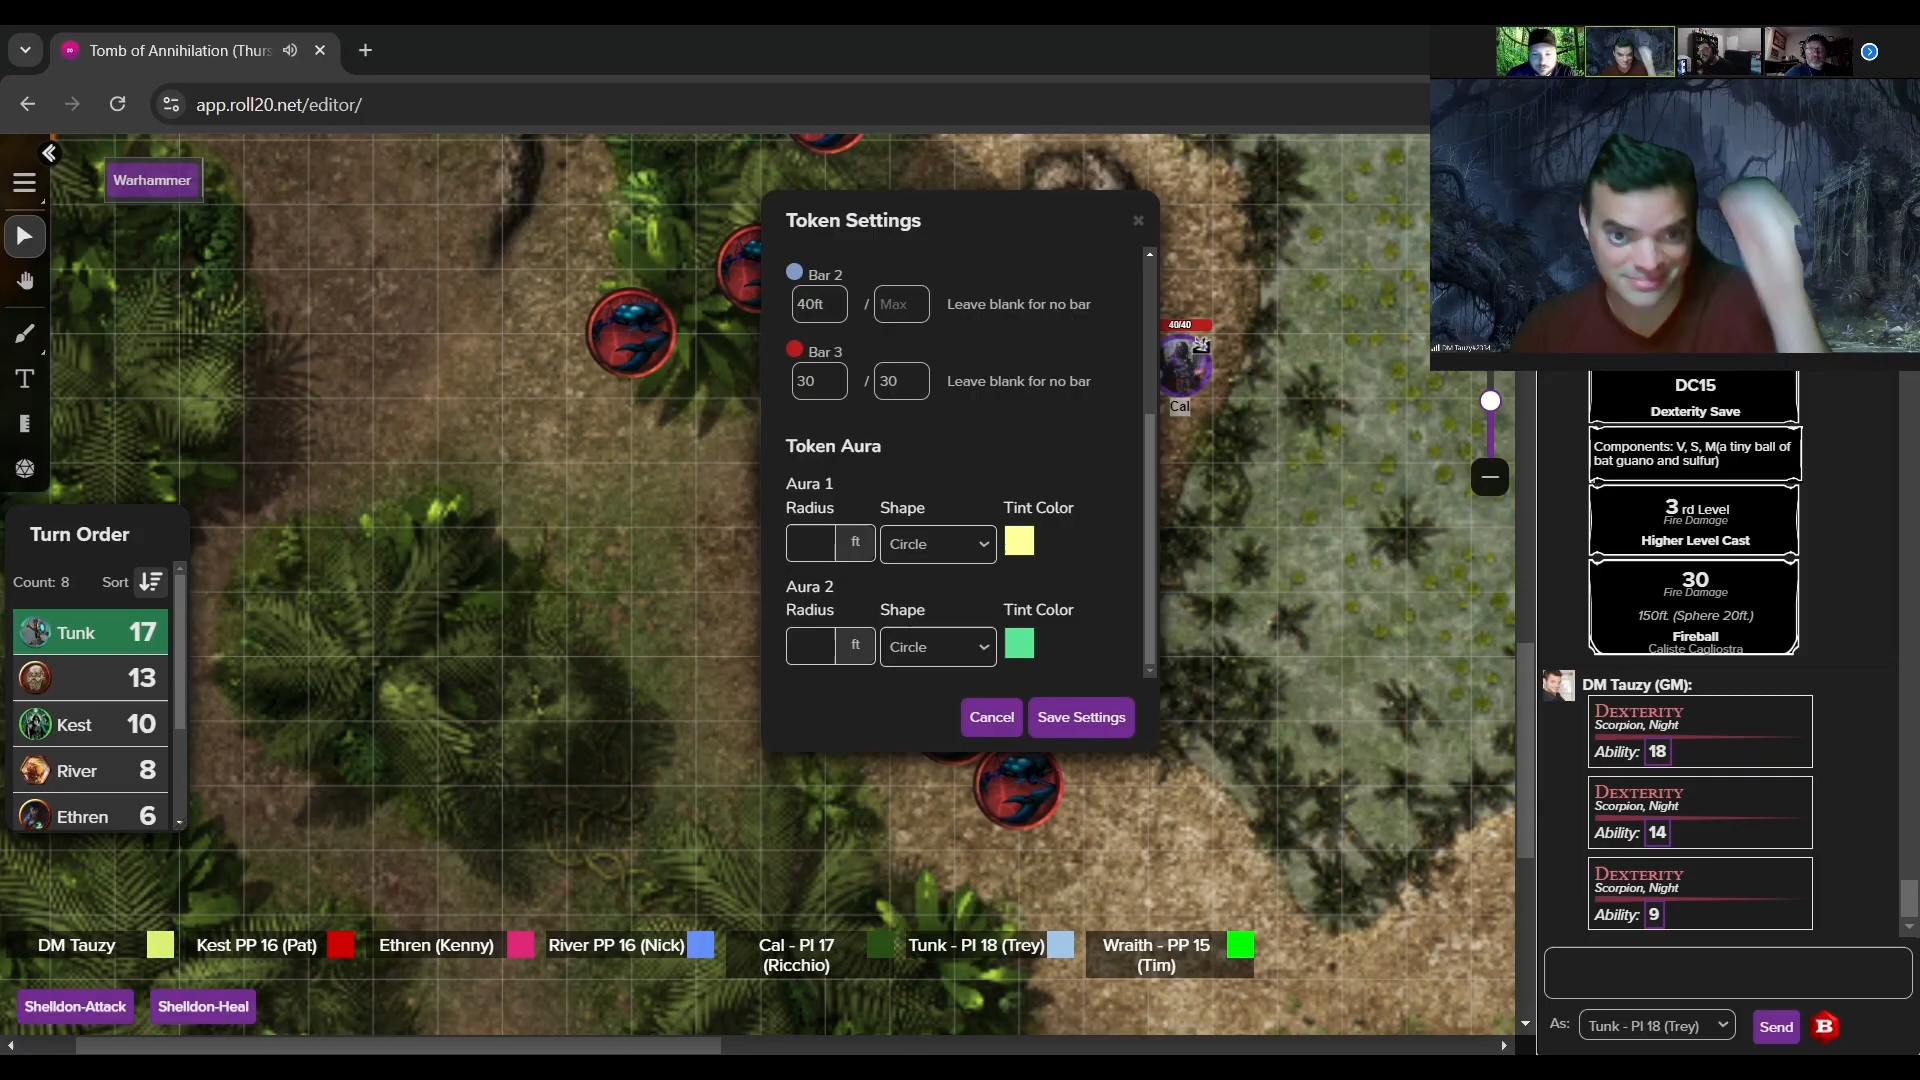 Tomb of Annihilation (Thurs
app.roll20.net/editor/
Warhammer
Token Settings
Bar 2
40ft / Max Leave blank for no bar
Bar 3
30 / 30 Leave blank for no bar
Token Aura
Aura 1
Radius Shape Tint Color
ft Circle
Aura 2
Radius Shape Tint Color
ft Circle
Cancel Save Settings
40/40
Cal
Turn Order
Count: 8 Sort
Tunk 17
13
Kest 10
River 8
Ethren 6
DM Tauzy
Kest PP 16 (Pat)
Ethren (Kenny)
River PP 16 (Nick)
Cal - PI 17
(Ricchio)
Tunk - PI 18 (Trey)
Wraith - PP 15
(Tim)
Shelldon-Attack Shelldon-Heal
DC15
Dexterity Save
Components: V, S, M(a tiny ball of
bat guano and sulfur)
3 rd Level
Fire Damage
Higher Level Cast
30
Fire Damage
150ft. (Sphere 20ft.)
Fireball
Caliste Cagliostra
DM Tauzy (GM):
Dexterity
Scorpion, Night
Ability: 18
Dexterity
Scorpion, Night
Ability: 14
Dexterity
Scorpion, Night
Ability: 9
As: Tunk - PI 18 (Trey) Send B